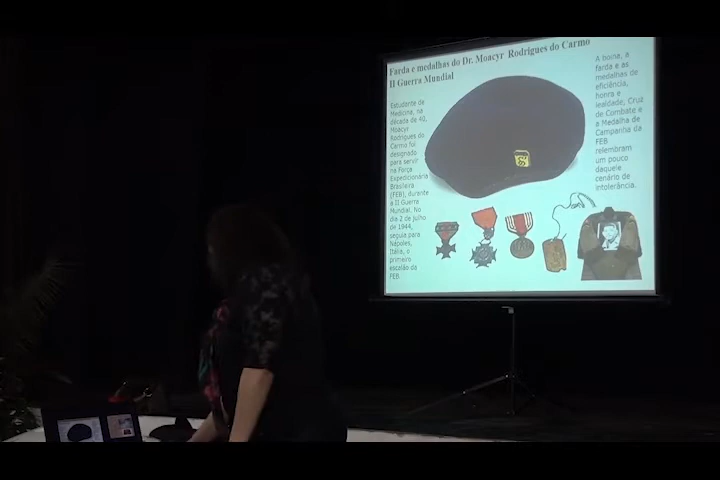 Farda e medalhas do Dr. Moacyr Rodrigues do Carmo
II Guerra Mundial
Estudante de
Medicina, na
década de 40,
Moacyr
Rodrigues do
Carmo foi
designado
para servir
na Força
Expedicionária
Brasileira
(FEB), durante
a II Guerra
Mundial. No
dia 2 de julho
de 1944,
seguia para
Nápoles,
Itália, o
primeiro
escalão da
FEB.
A boina, a
farda e as
medalhas de
eficiência,
honra e
lealdade, Cruz
de Combate e
a Medalha de
Campanha da
FEB
relembram
um pouco
daquele
cenário de
intolerância.